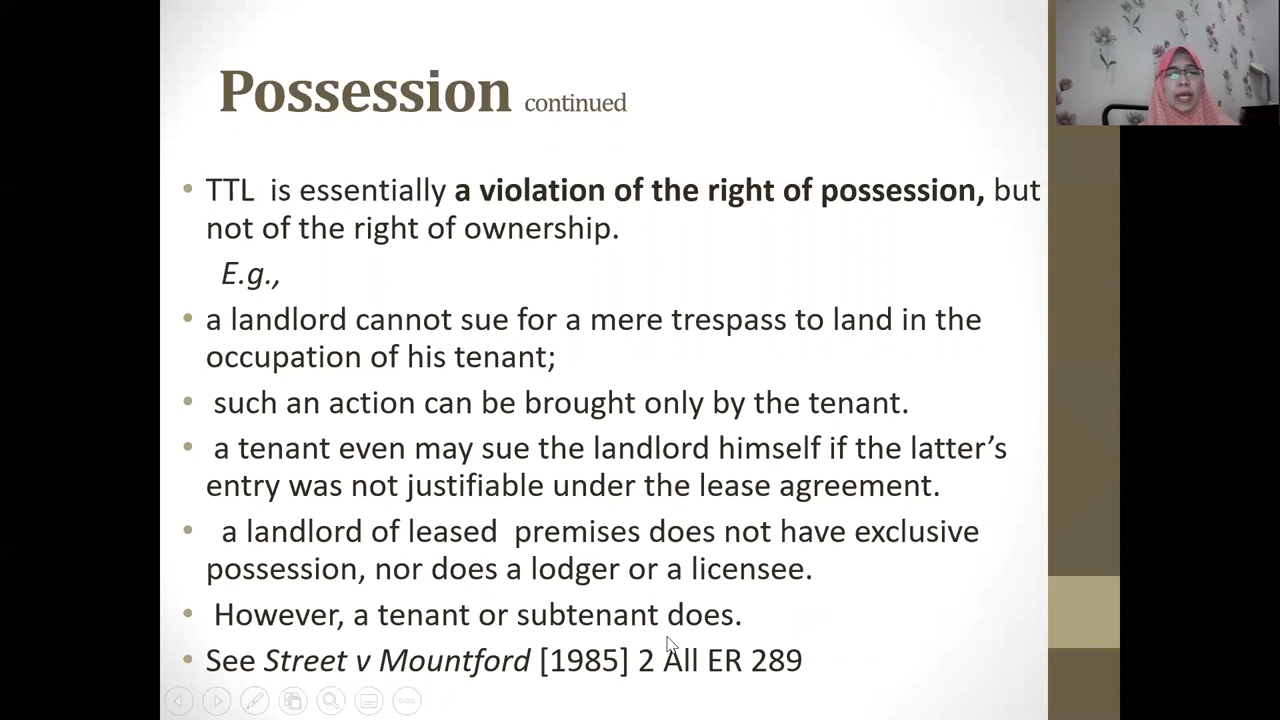 Possession continued
• TTL is essentially a violation of the right of possession, but
not of the right of ownership.
E.g.,
• a landlord cannot sue for a mere trespass to land in the
occupation of his tenant;
• such an action can be brought only by the tenant.
• a tenant even may sue the landlord himself if the latter’s
entry was not justifiable under the lease agreement.
• a landlord of leased premises does not have exclusive
possession, nor does a lodger or a licensee.
• However, a tenant or subtenant does.
• See Street v Mountford [1985] 2 All ER 289